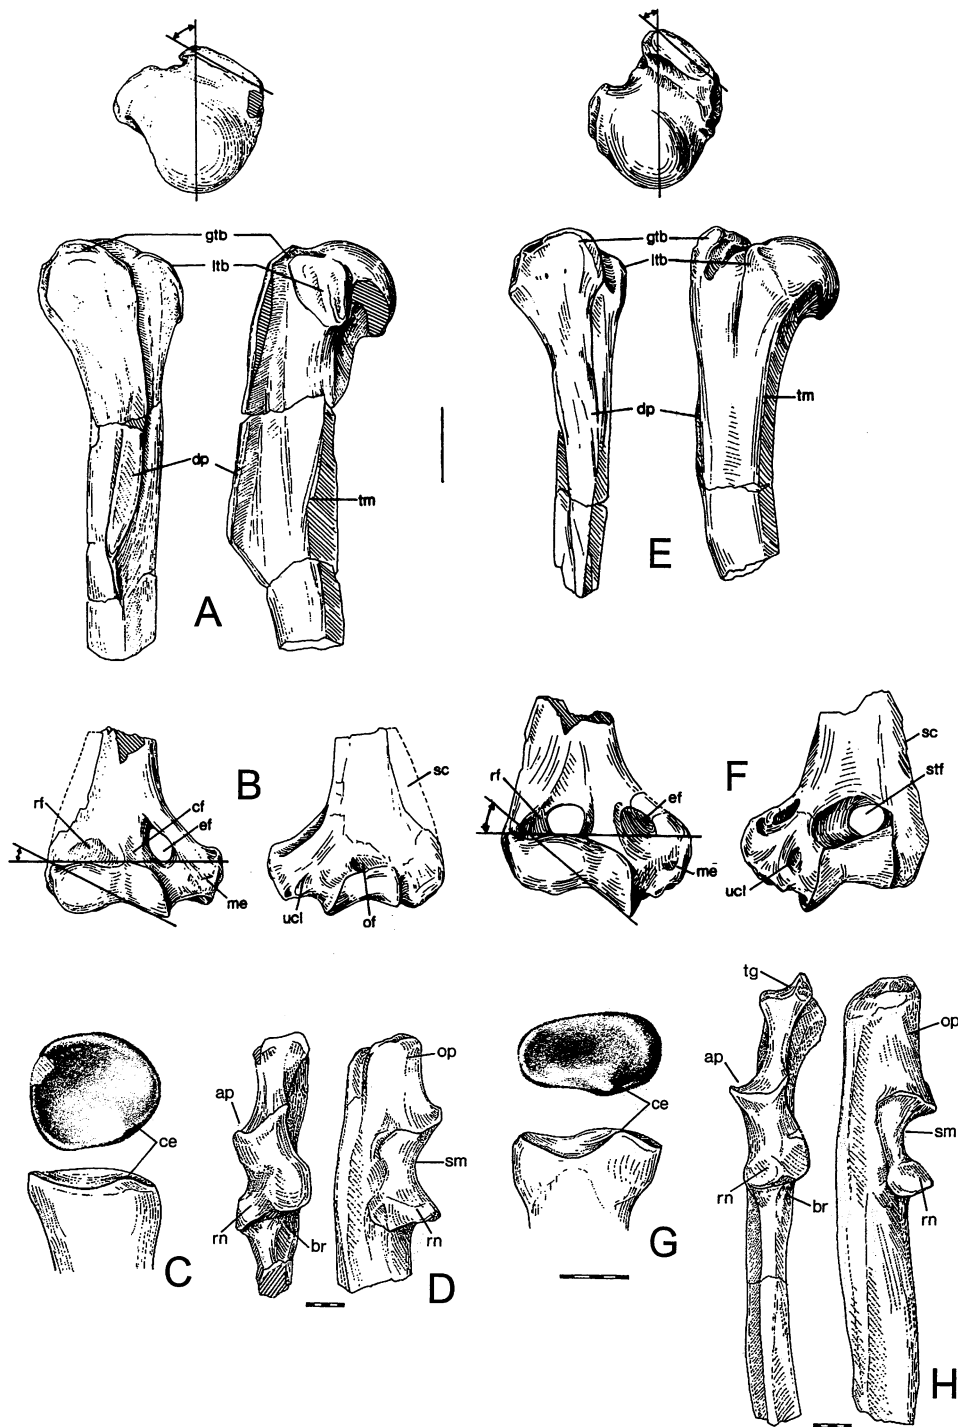 gtb
ltb
dp
tm
A
gtb
ltb
dp
tm
E
rf
B
cf
ef
me
sc
ucl
of
rf
F
ef
me
sc
stf
ucl
ce
C
ap
op
sm
rn
br
rn
D
ce
G
tg
ap
op
sm
rn
br
rn
H